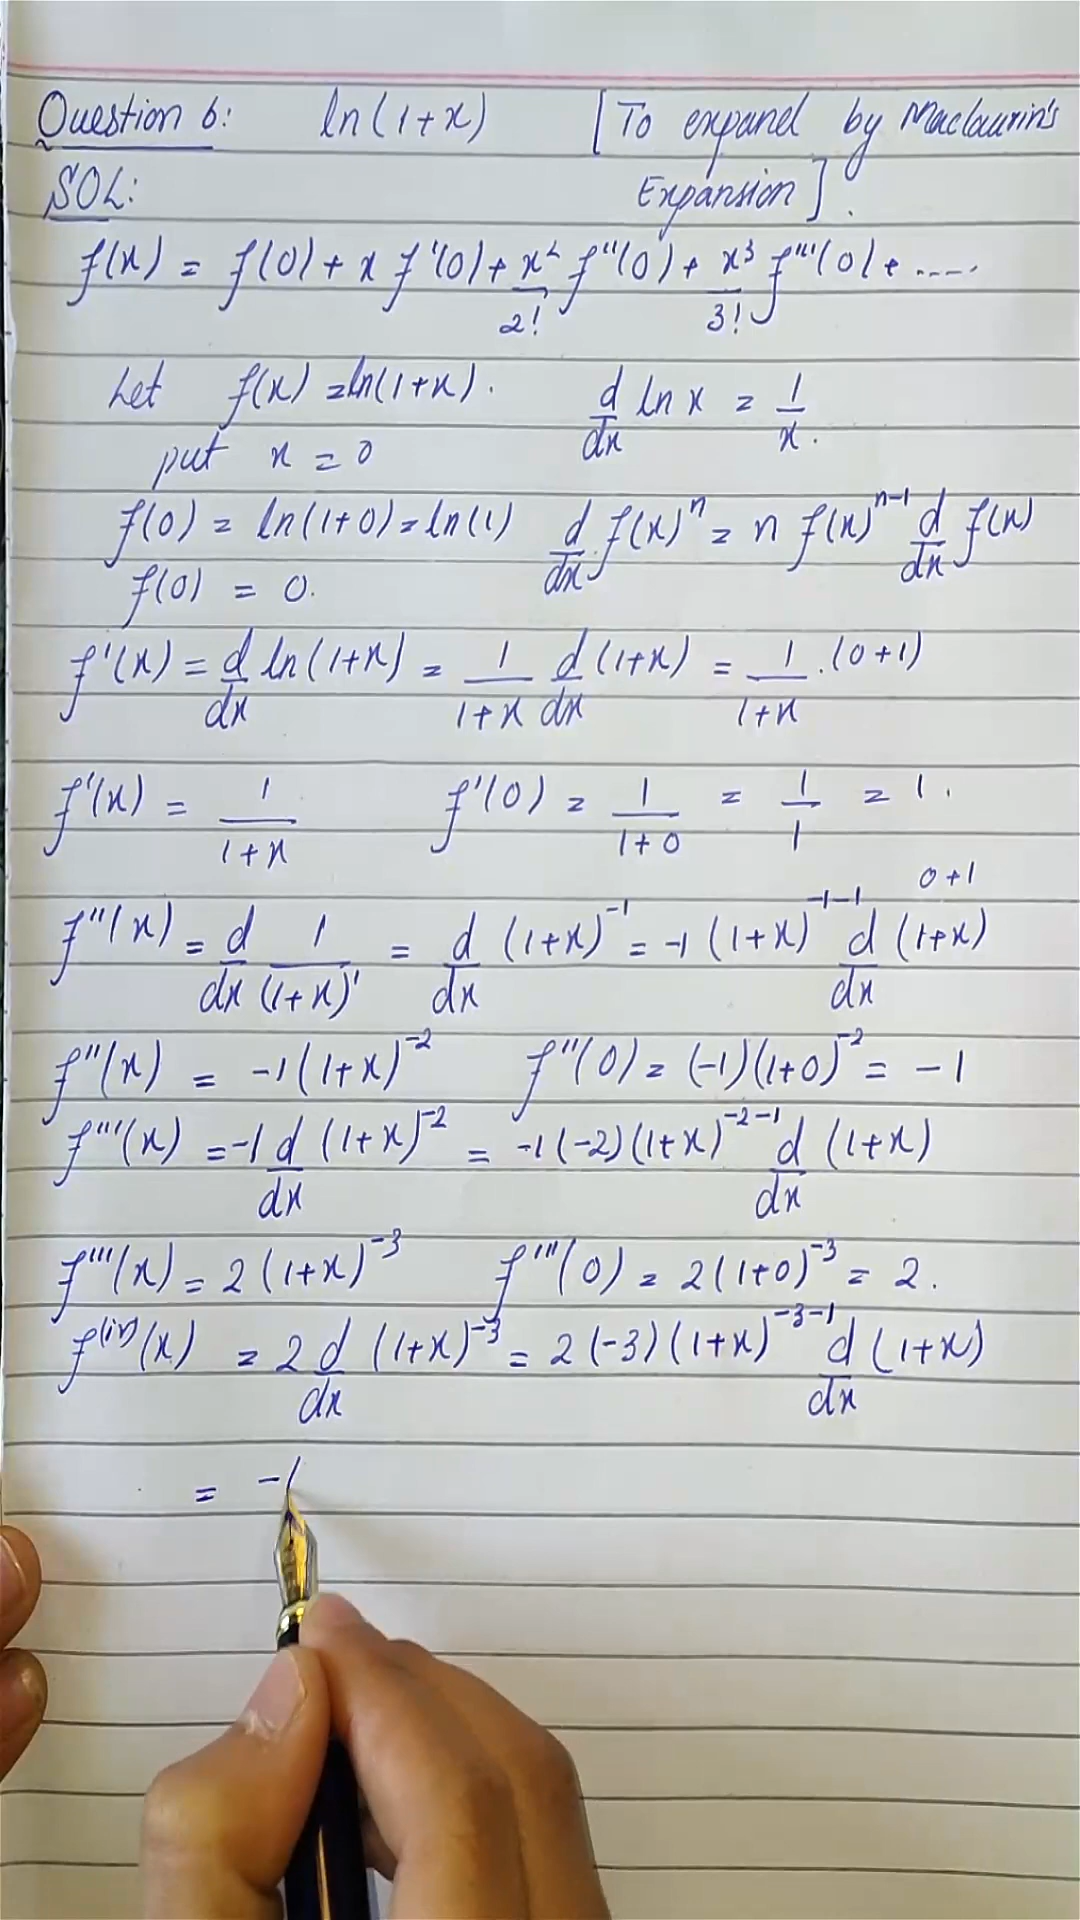 Question 6: ln(1+x) [To expand by Maclaurin's
SOL: Expansion].
f(x) = f(0) + x f'(0) + x²/2! f''(0) + x³/3! f'''(0) + .....
Let f(x) = ln(1+x). d/dx ln x = 1/x.
put x = 0
f(0) = ln(1+0) = ln(1) d/dx f(x)^n = n f(x)^(n-1) d/dx f(x)
f(0) = 0.
f'(x) = d/dx ln(1+x) = 1/(1+x) d/dx (1+x) = 1/(1+x) . (0+1)
f'(x) = 1/(1+x) f'(0) = 1/(1+0) = 1/1 = 1.
0+1
f''(x) = d/dx 1/(1+x)^1 = d/dx (1+x)^-1 = -1 (1+x)^(-1-1) d/dx (1+x)
f''(x) = -1(1+x)^-2 f''(0) = (-1)(1+0)^-2 = -1
f'''(x) = -1 d/dx (1+x)^-2 = -1(-2)(1+x)^(-2-1) d/dx (1+x)
f'''(x) = 2(1+x)^-3 f'''(0) = 2(1+0)^-3 = 2.
f^(iv)(x) = 2 d/dx (1+x)^-3 = 2(-3)(1+x)^(-3-1) d/dx (1+x)
= -